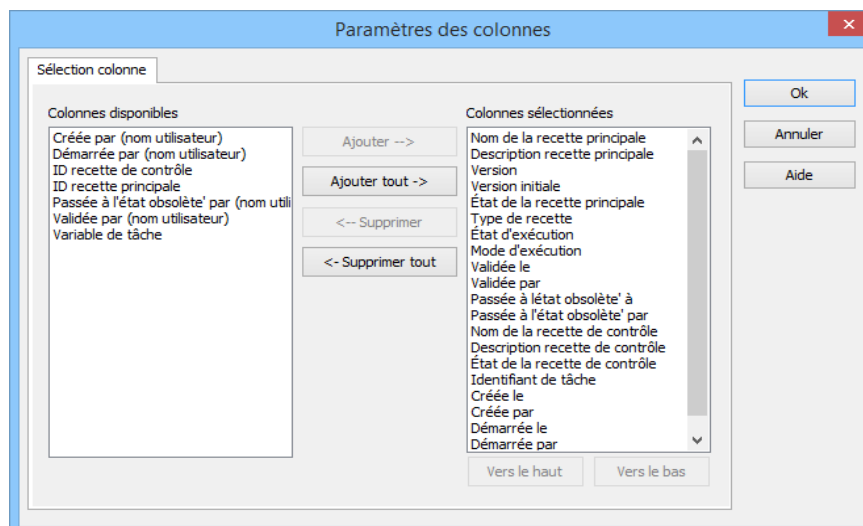 Paramètres des colonnes
Sélection colonne
Colonnes disponibles
Créée par (nom utilisateur)
Démarrée par (nom utilisateur)
ID recette de contrôle
ID recette principale
Passée à l'état obsolète' par (nom utili
Validée par (nom utilisateur)
Variable de tâche
Ajouter -->
Ajouter tout ->
<-- Supprimer
<- Supprimer tout
Colonnes sélectionnées
Nom de la recette principale
Description recette principale
Version
Version initiale
État de la recette principale
Type de recette
État d'exécution
Mode d'exécution
Validée le
Validée par
Passée à létat obsolète' à
Passée à l'état obsolète' par
Nom de la recette de contrôle
Description recette de contrôle
État de la recette de contrôle
Identifiant de tâche
Créée le
Créée par
Démarrée le
Démarrée par
Vers le haut
Vers le bas
Ok
Annuler
Aide